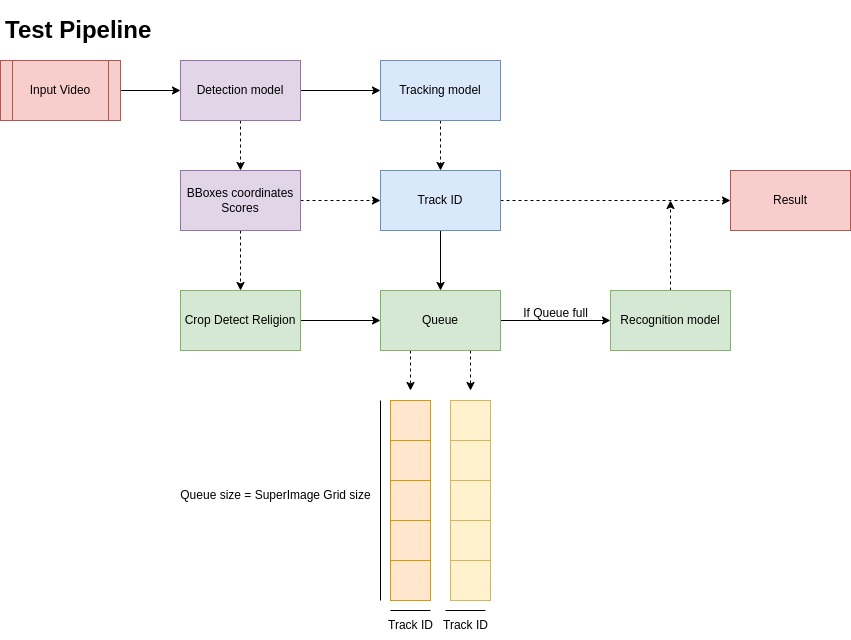 Test Pipeline
Input Video
Detection model
Tracking model
BBoxes coordinates
Scores
Track ID
Result
Crop Detect Religion
Queue
If Queue full
Recognition model
Queue size = SuperImage Grid size
Track ID
Track ID